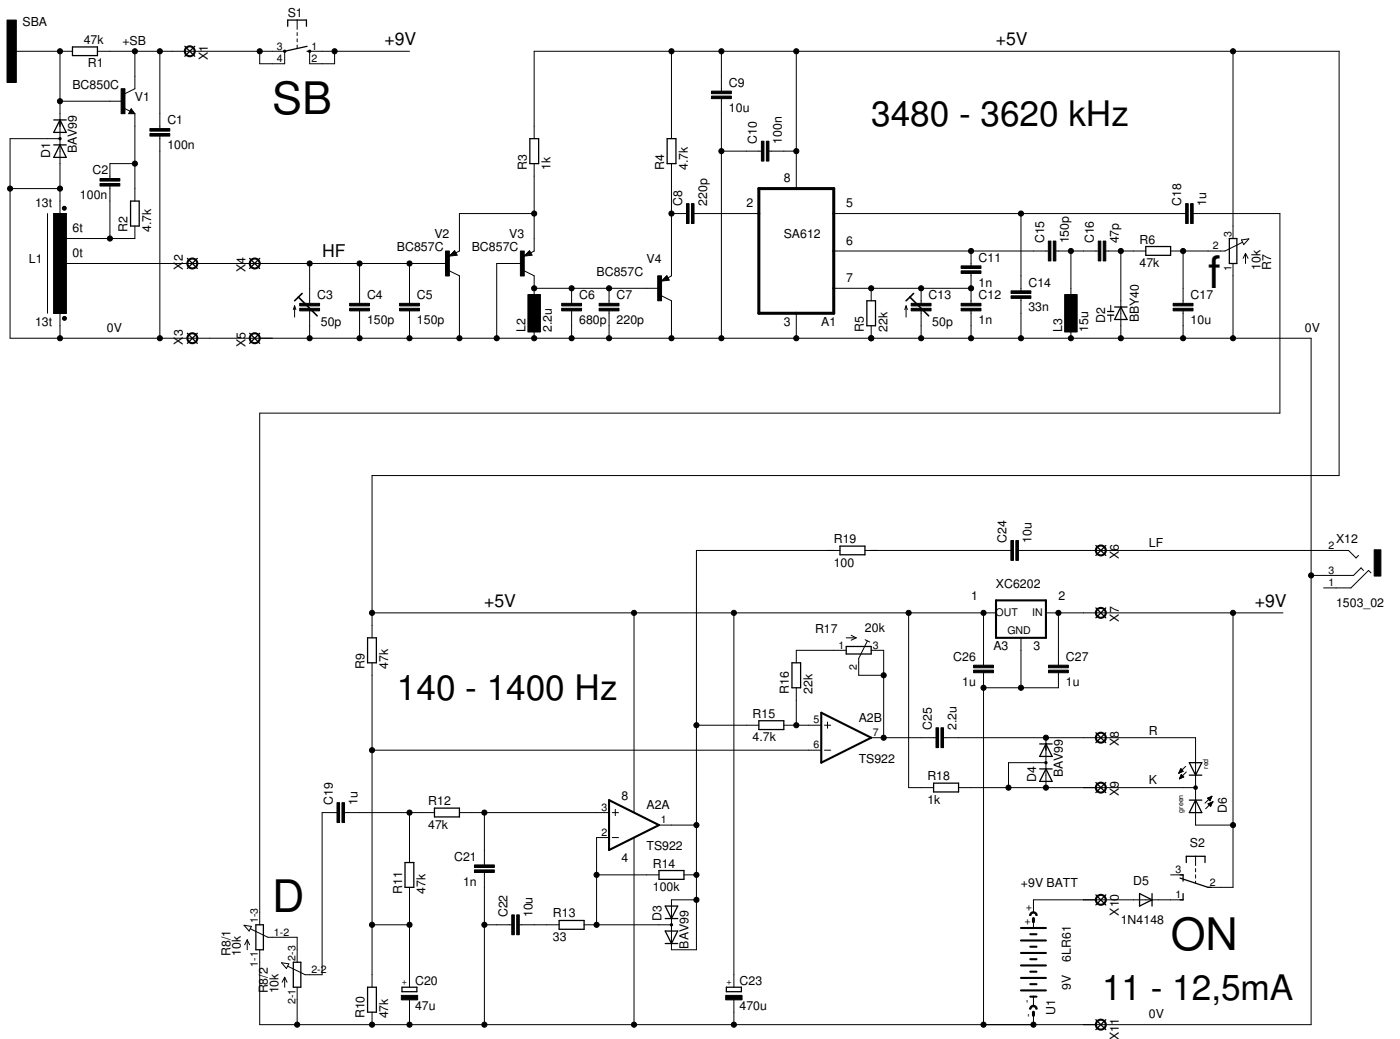 SBA
47k
R1
+SB
X1
S1
3
4
1
2
+9V
SB
BC850C
V1
C1
100n
BAV99
D1
C2
100n
R2
4.7k
13t
6t
0t
L1
13t
0V
X2
X4
X3
X5
HF
C3
50p
C4
150p
C5
150p
V2
BC857C
R3
1k
V3
BC857C
L2
2.2u
C6
680p
C7
220p
BC857C
V4
R4
4.7k
C8
220p
C9
10u
C10
100n
+5V
3480 - 3620 kHz
8
2
SA612
5
6
7
3
A1
R5
22k
C13
50p
C11
1n
C12
1n
C14
33n
C15
150p
L3
15u
C16
47p
D2
BBY40
R6
47k
C17
10u
C18
1u
f
2
3
1
10k
R7
0V
R19
100
C24
10u
X6
LF
2
X12
3
1
1503_02
+5V
1
XC6202
2
OUT
IN
GND
A3
3
X7
+9V
C26
1u
C27
1u
R9
47k
140 - 1400 Hz
R17
20k
1
3
2
R16
22k
R15
4.7k
5
+
6
−
A2B
7
TS922
C25
2.2u
R18
1k
D4
BAV99
X8
R
X9
K
red
green
D6
C19
1u
R12
47k
R11
47k
C21
1n
C22
10u
R13
33
8
3
+
2
−
A2A
1
TS922
4
R14
100k
D3
BAV99
S2
3
2
1
+9V BATT
X10
D5
1N4148
ON
D
1-3
1-2
1-1
R8/1
10k
2-3
2-2
2-1
R8/2
10k
R10
47k
+
C20
47u
+
C23
470u
+
+
-
-
U1
9V 6LR61
11 - 12,5mA
0V
X11